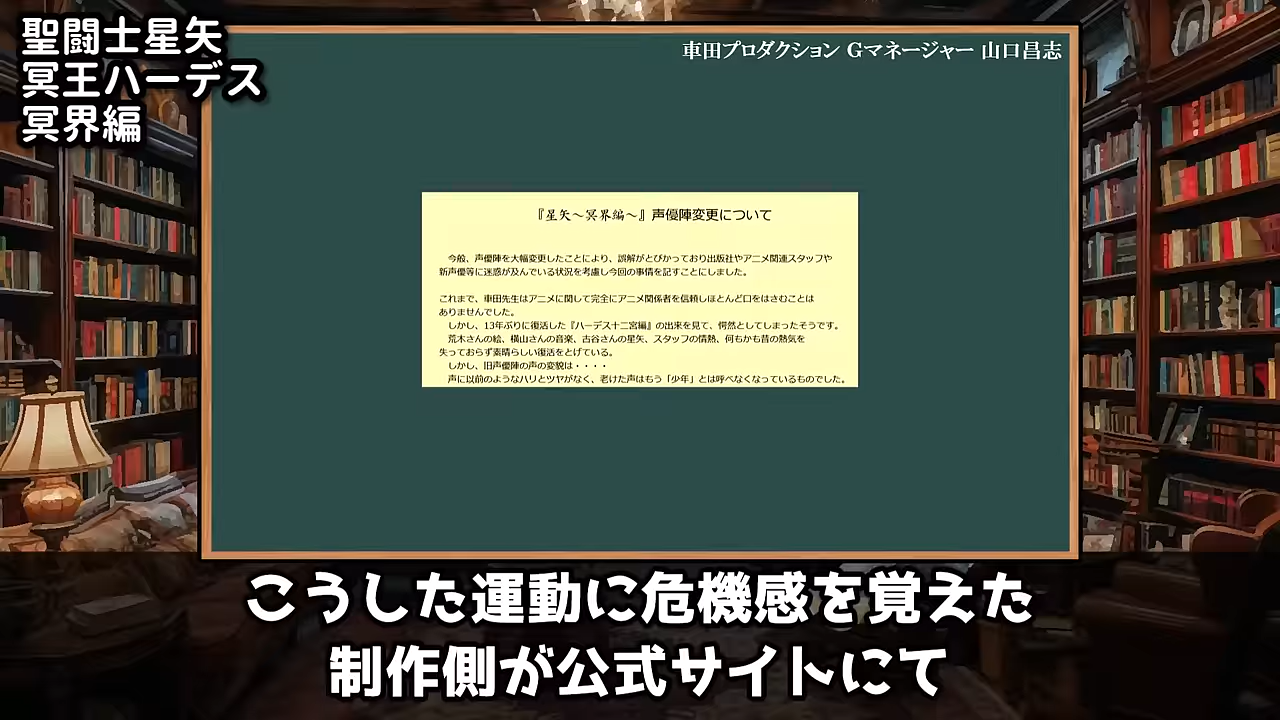 聖闘士星矢
冥王ハーデス
冥界編
車田プロダクション Gマネージャー 山口昌志
『星矢～冥界編～』声優陣変更について
今般、声優陣を大幅変更したことにより、誤解がとびかっており出版社やアニメ関連スタッフや
新声優等に迷惑が及んでいる状況を考慮し今回の事情を記すことにしました。
これまで、車田先生はアニメに関して完全にアニメ関係者を信頼しほとんど口をはさむことは
ありませんでした。
しかし、13年ぶりに復活した『ハーデス十二宮編』の出来を見て、愕然としてしまったそうです。
荒木さんの絵、横山さんの音楽、古谷さんの星矢、スタッフの情熱、何もかも昔の熱気を
失っておらず素晴らしい復活をとげている。
しかし、旧声優陣の声の変貌は・・・・
声に以前のようなハリとツヤがなく、老けた声はもう「少年」とは呼べなくなっているものでした。
こうした運動に危機感を覚えた
制作側が公式サイトにて